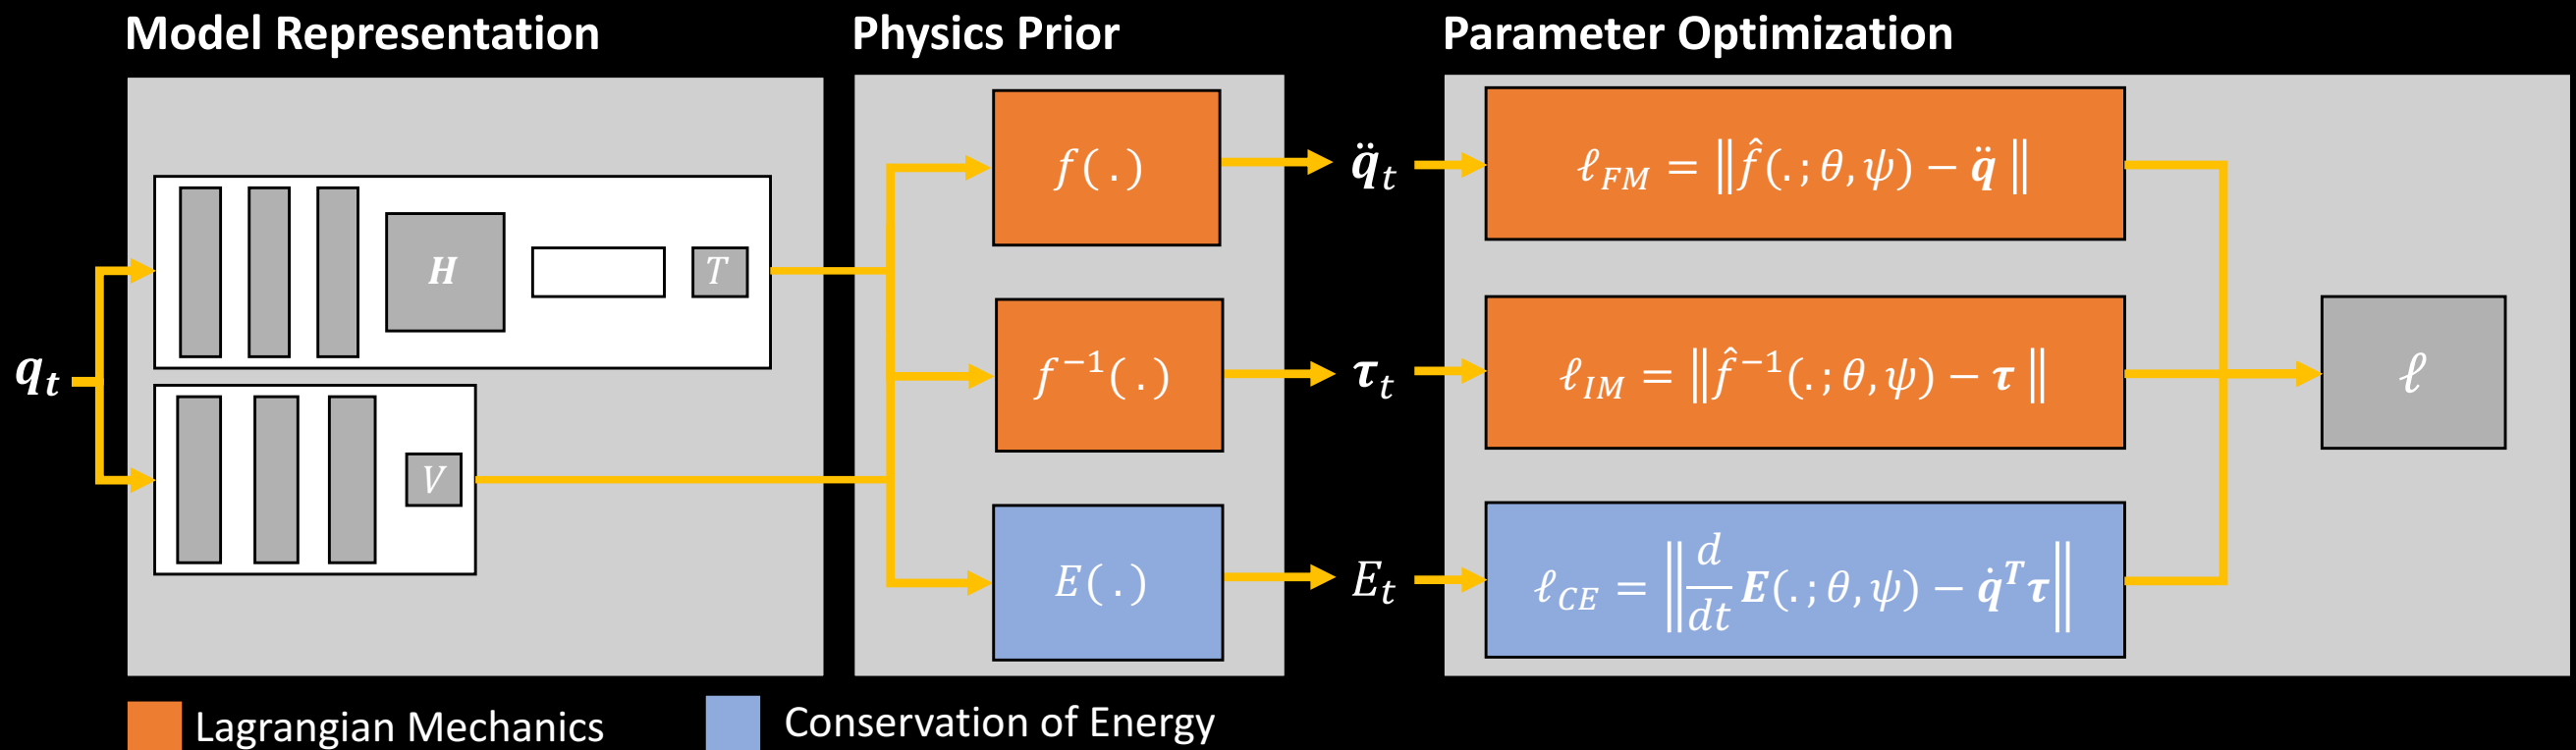 Model Representation
Physics Prior
Parameter Optimization
q_t
H
T
V
f(.)
f⁻¹(.)
E(.)
q̈_t
τ_t
E_t
ℓ_FM = ‖f̂(.; θ, ψ) − q̈ ‖
ℓ_IM = ‖f̂⁻¹(.; θ, ψ) − τ ‖
ℓ_CE = ‖d/dt E(.; θ, ψ) − q̇ᵀτ‖
ℓ
Lagrangian Mechanics
Conservation of Energy